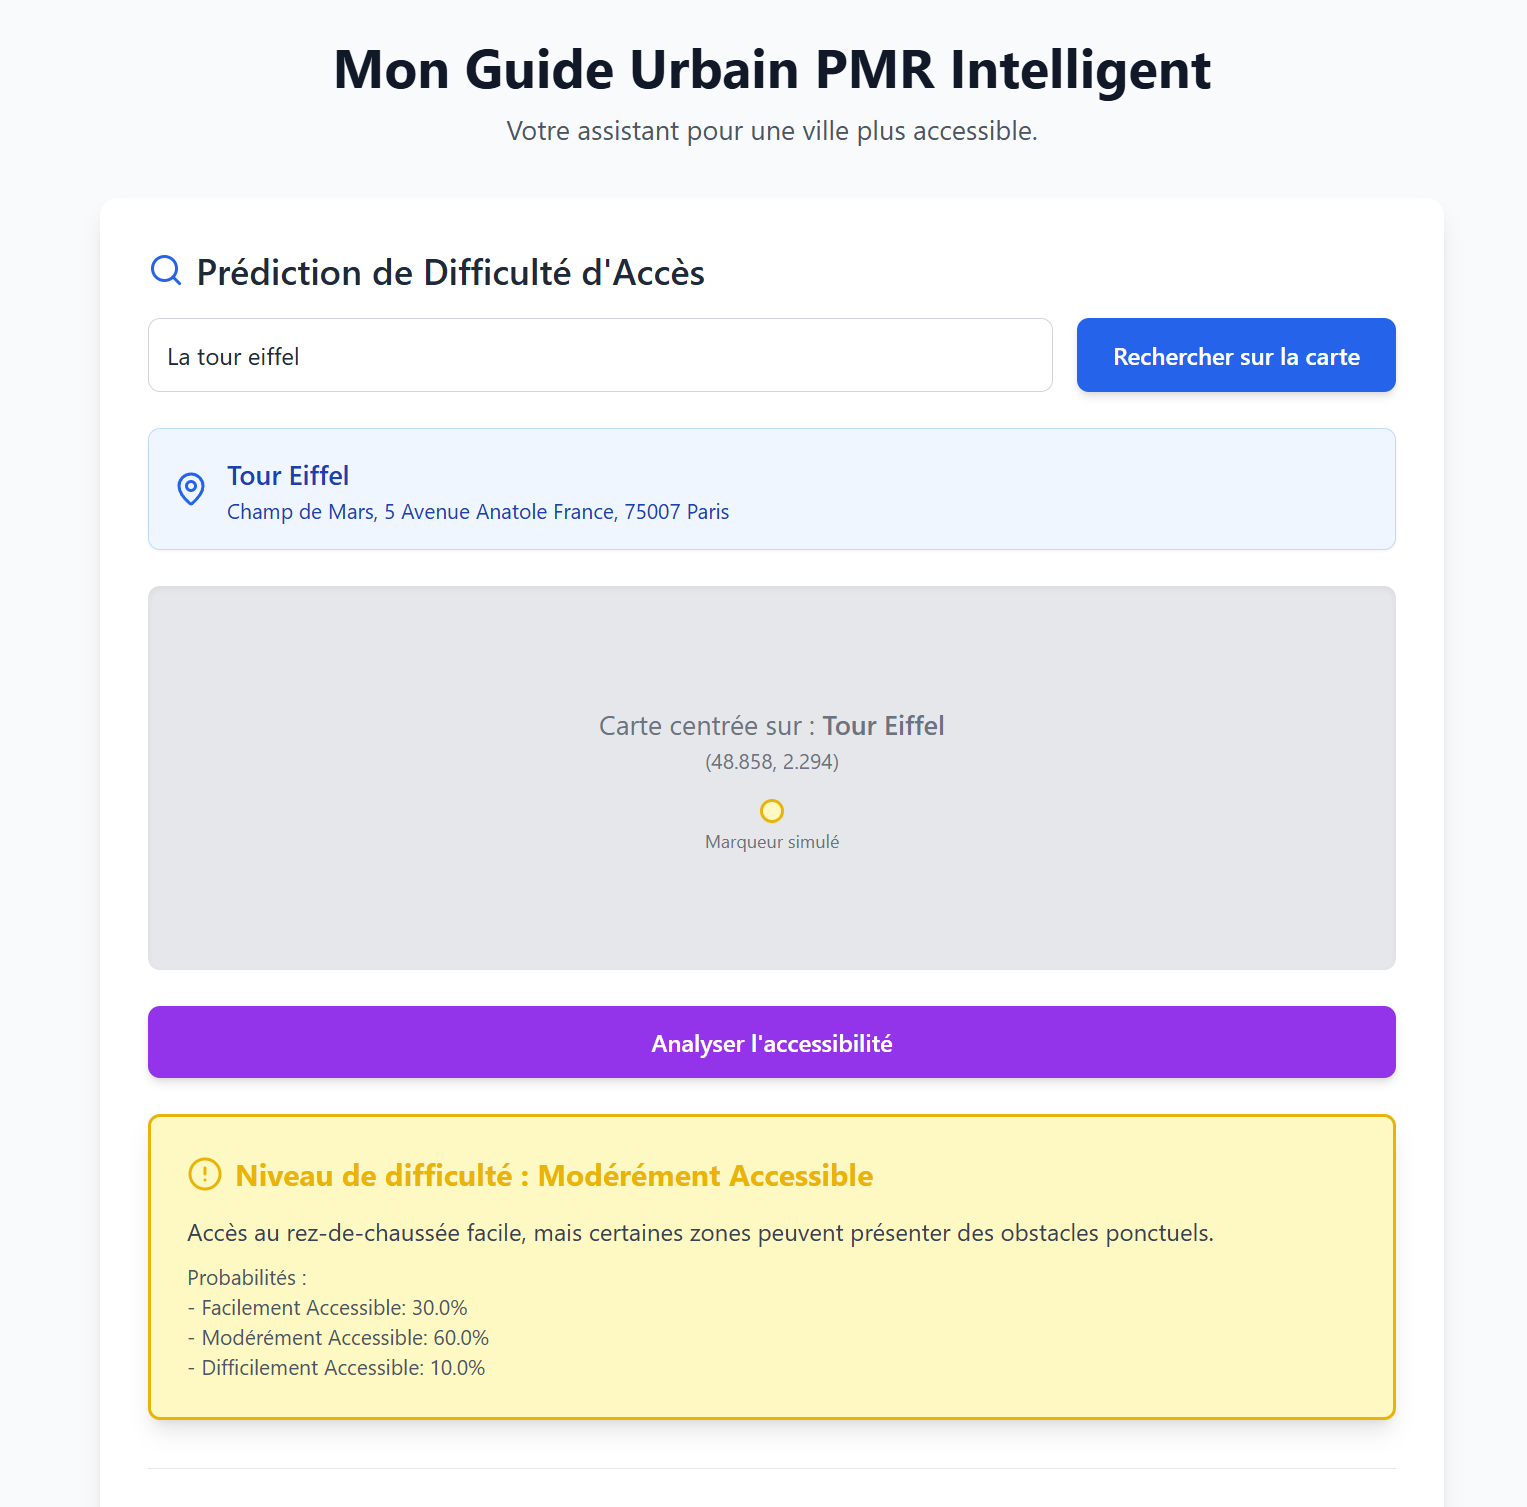 Mon Guide Urbain PMR Intelligent
Votre assistant pour une ville plus accessible.
Prédiction de Difficulté d'Accès
La tour eiffel
Rechercher sur la carte
Tour Eiffel
Champ de Mars, 5 Avenue Anatole France, 75007 Paris
Carte centrée sur : Tour Eiffel
(48.858, 2.294)
Marqueur simulé
Analyser l'accessibilité
Niveau de difficulté : Modérément Accessible
Accès au rez-de-chaussée facile, mais certaines zones peuvent présenter des obstacles ponctuels.
Probabilités :
- Facilement Accessible: 30.0%
- Modérément Accessible: 60.0%
- Difficilement Accessible: 10.0%